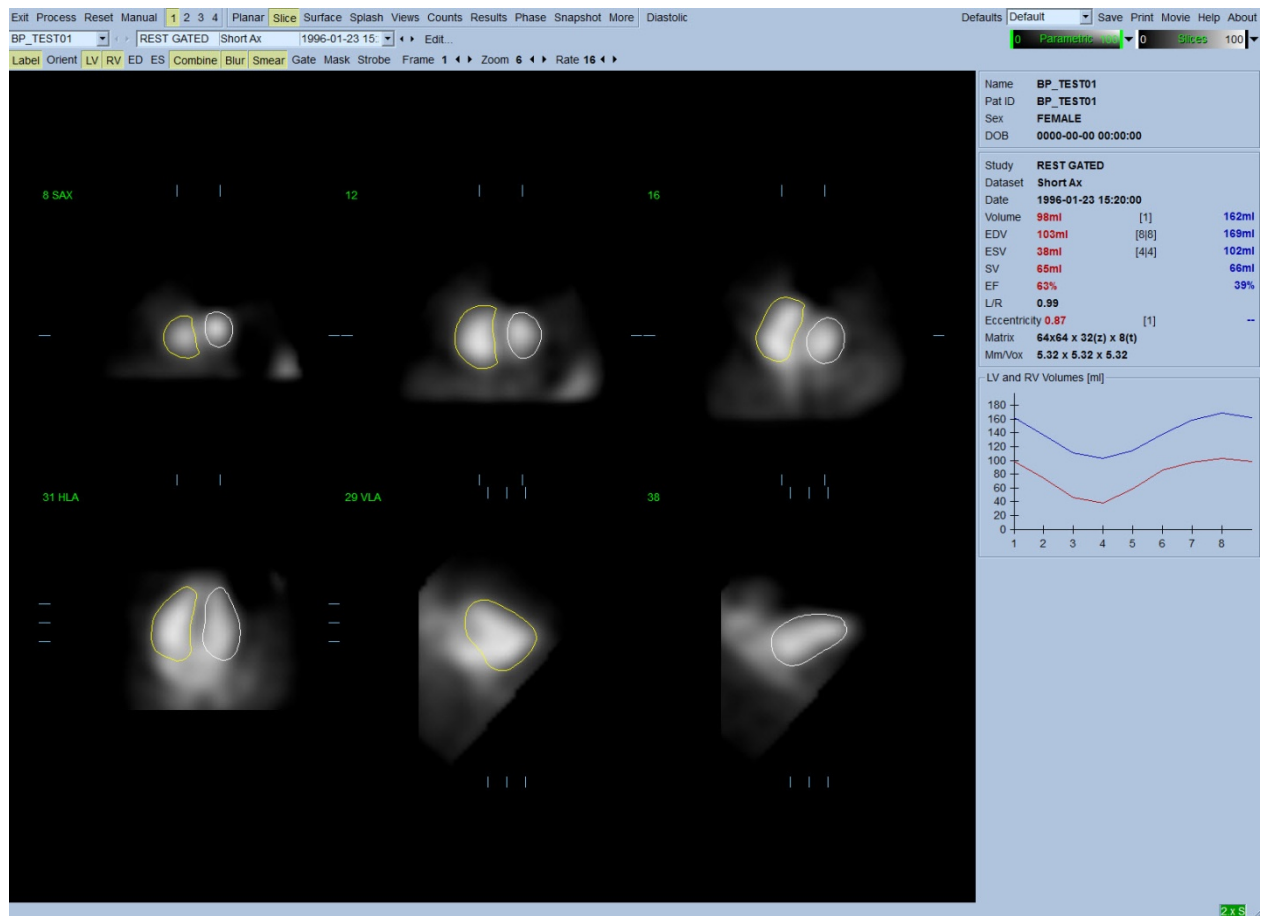 Exit Process Reset Manual 1 2 3 4 Planar Slice Surface Splash Views Counts Results Phase Snapshot More Diastolic Defaults Default Save Print Movie Help About
BP_TEST01 REST GATED Short Ax 1996-01-23 15: Edit... 0 Parametric 100 0 Slices 100
Label Orient LV RV ED ES Combine Blur Smear Gate Mask Strobe Frame 1 Zoom 6 Rate 16
8 SAX 12 16
31 HLA 29 VLA 38
Name BP_TEST01
Pat ID BP_TEST01
Sex FEMALE
DOB 0000-00-00 00:00:00
Study REST GATED
Dataset Short Ax
Date 1996-01-23 15:20:00
Volume 98ml [1] 162ml
EDV 103ml [8|8] 169ml
ESV 38ml [4|4] 102ml
SV 65ml 66ml
EF 63% 39%
L/R 0.99
Eccentricity 0.87 [1] --
Matrix 64x64 x 32(z) x 8(t)
Mm/Vox 5.32 x 5.32 x 5.32
LV and RV Volumes [ml]
180
160
140
120
100
80
60
40
20
0
1 2 3 4 5 6 7 8
2 x S